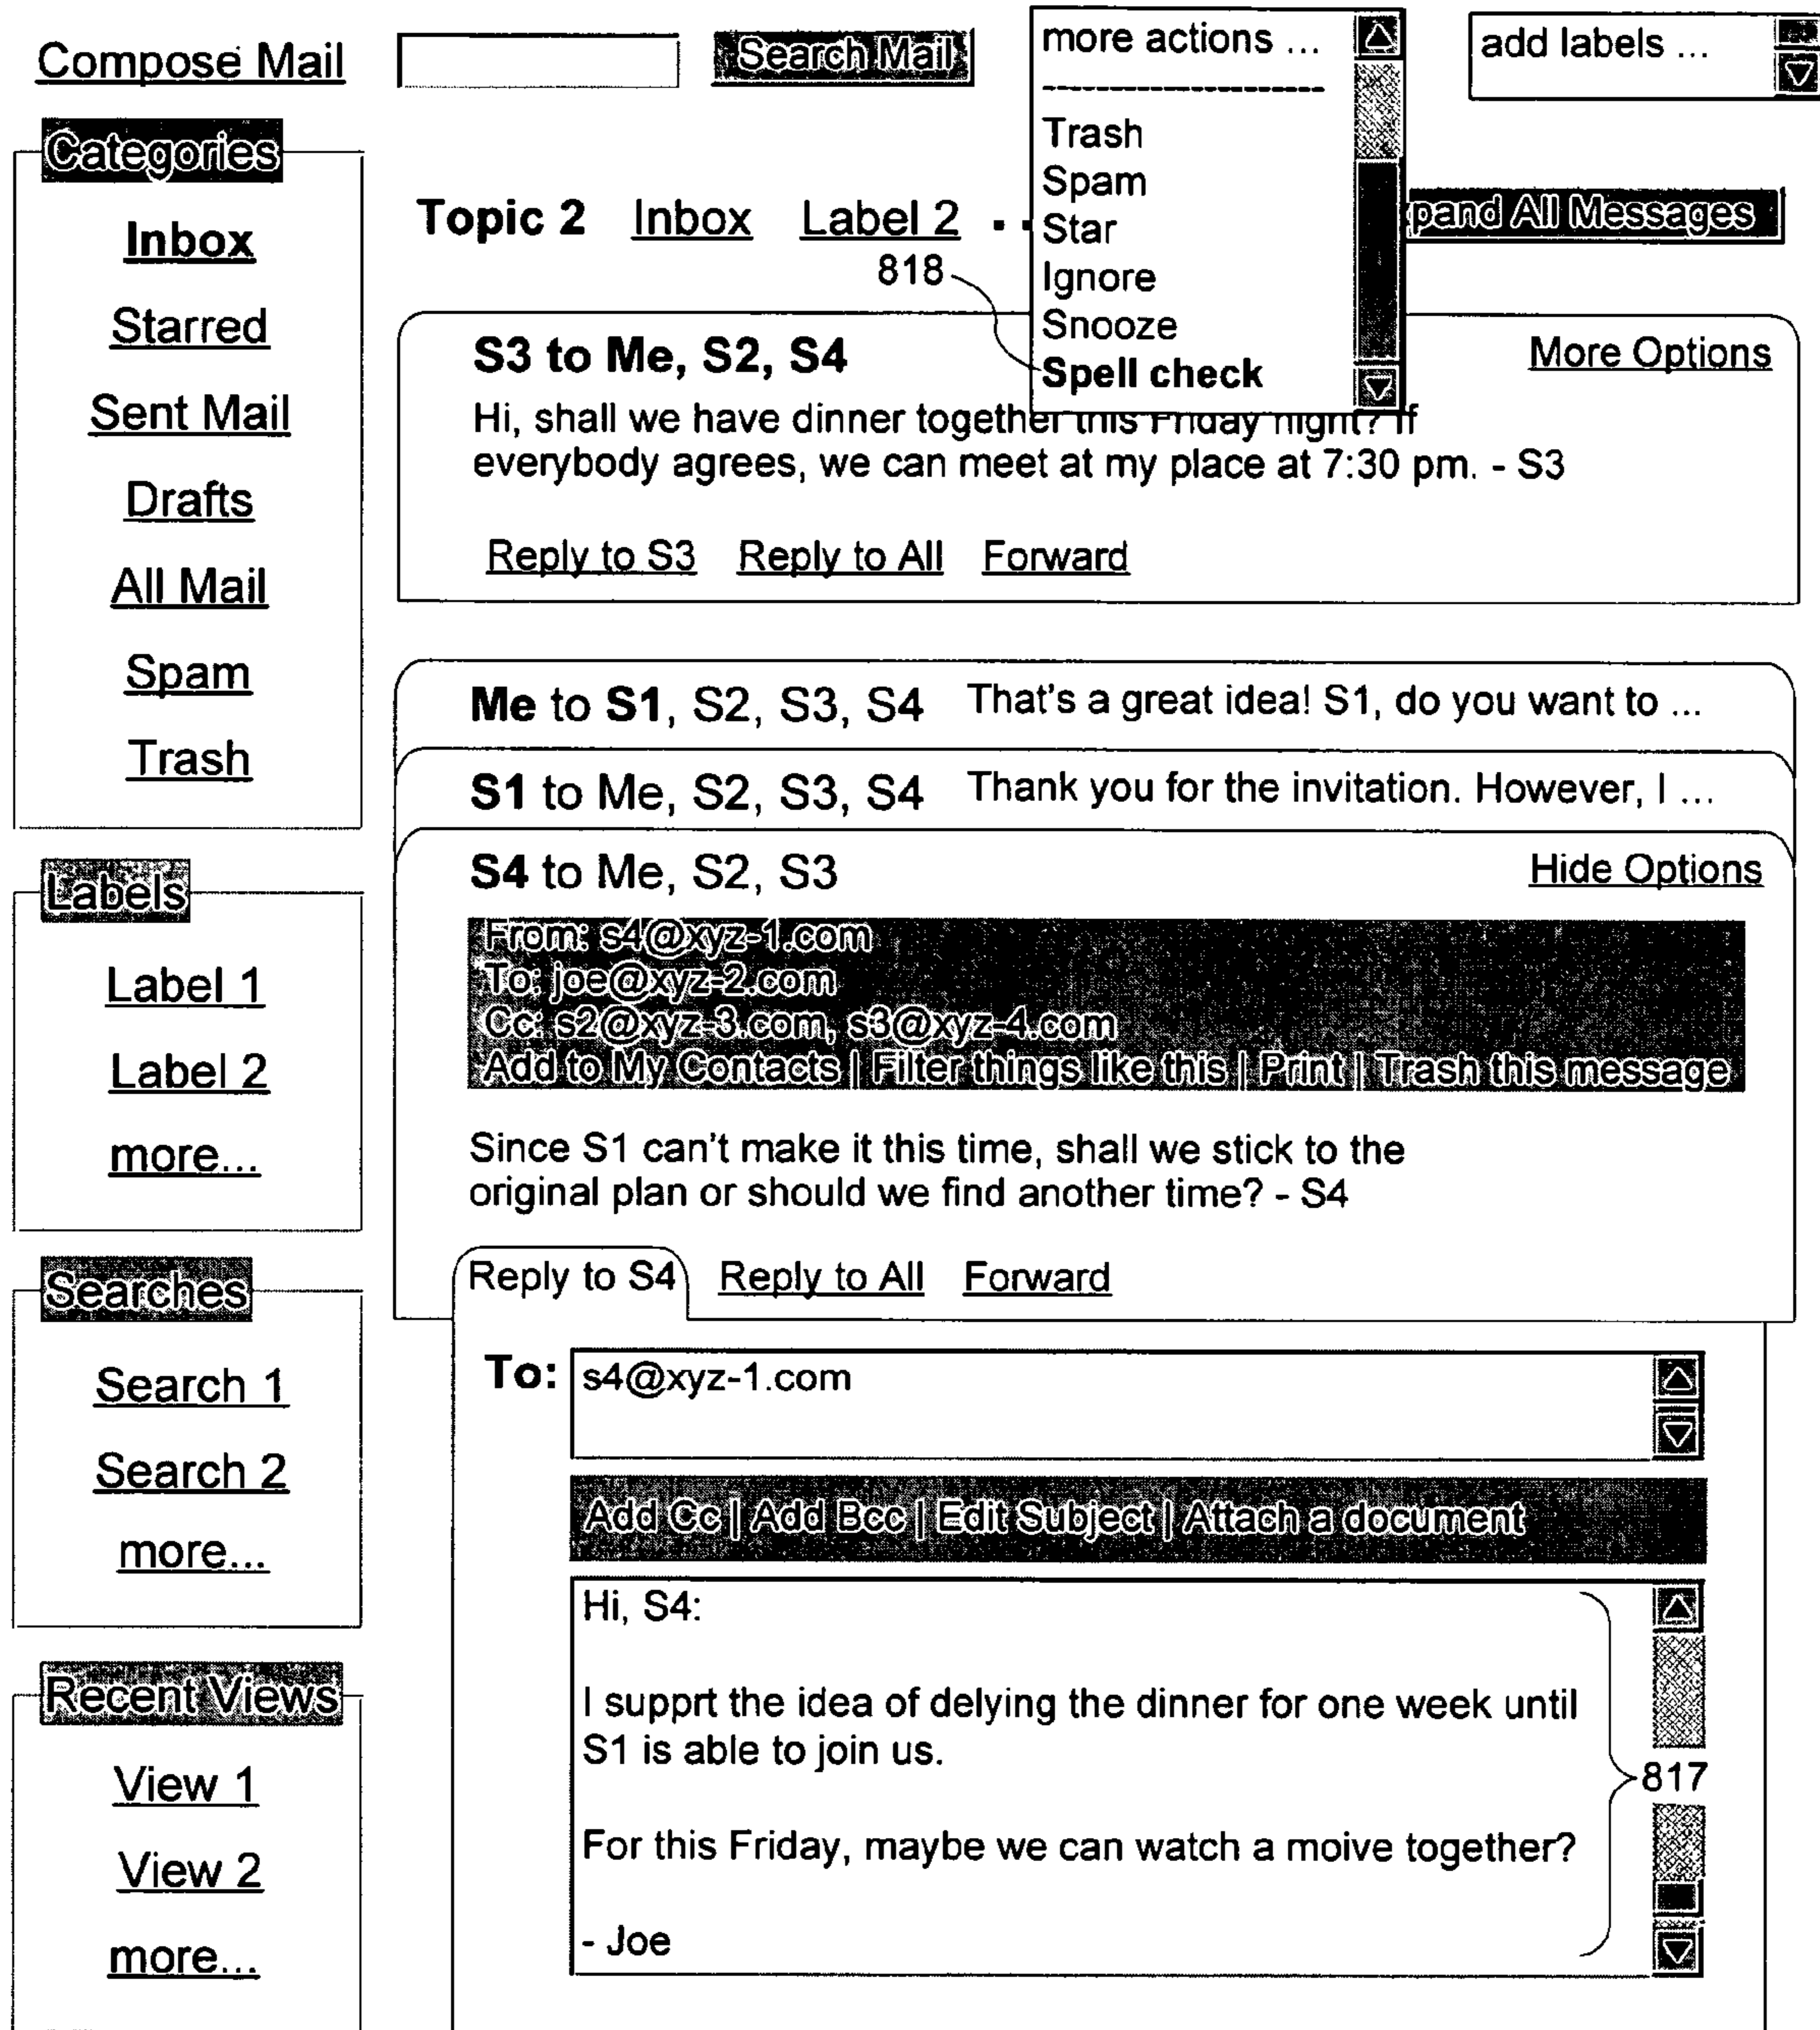 Compose Mail
Search Mail
more actions ...
add labels ...
Trash
Spam
Star
Ignore
Snooze
Spell check
818
Categories
Inbox
Starred
Sent Mail
Drafts
All Mail
Spam
Trash
Labels
Label 1
Label 2
more...
Searches
Search 1
Search 2
more...
Recent Views
View 1
View 2
more...
Topic 2 Inbox Label 2
pand All Messages
S3 to Me, S2, S4
More Options
Hi, shall we have dinner together this Friday night? If
everybody agrees, we can meet at my place at 7:30 pm. - S3
Reply to S3 Reply to All Forward
Me to S1, S2, S3, S4 That's a great idea! S1, do you want to ...
S1 to Me, S2, S3, S4 Thank you for the invitation. However, I ...
S4 to Me, S2, S3
Hide Options
From: s4@xyz-1.com
To: joe@xyz-2.com
Cc: s2@xyz-3.com, s3@xyz-4.com
Add to My Contacts | Filter things like this | Print | Trash this message
Since S1 can't make it this time, shall we stick to the
original plan or should we find another time? - S4
Reply to S4 Reply to All Forward
To: s4@xyz-1.com
Add Cc | Add Bcc | Edit Subject | Attach a document
Hi, S4:
I supprt the idea of delying the dinner for one week until
S1 is able to join us.
817
For this Friday, maybe we can watch a moive together?
- Joe